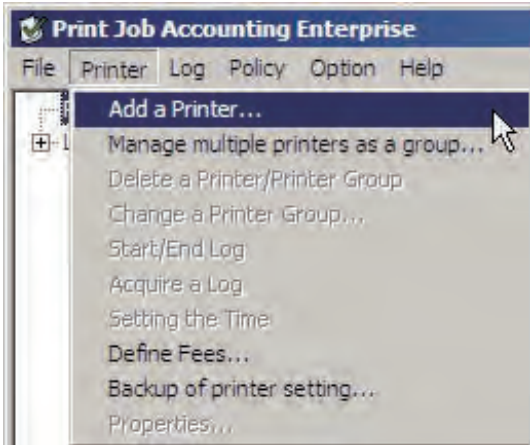 Print Job Accounting Enterprise
File Printer Log Policy Option Help
Add a Printer...
Manage multiple printers as a group...
Delete a Printer/Printer Group
Change a Printer Group...
Start/End Log
Acquire a Log
Setting the Time
Define Fees...
Backup of printer setting...
Properties...